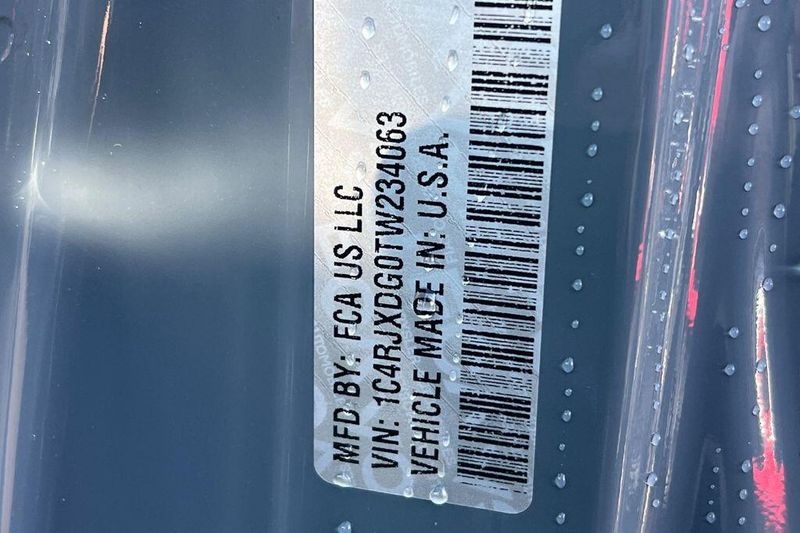 MFD BY: FCA US LLC
VIN: 1C4RJXDG0TW234063
VEHICLE MADE IN: U.S.A.